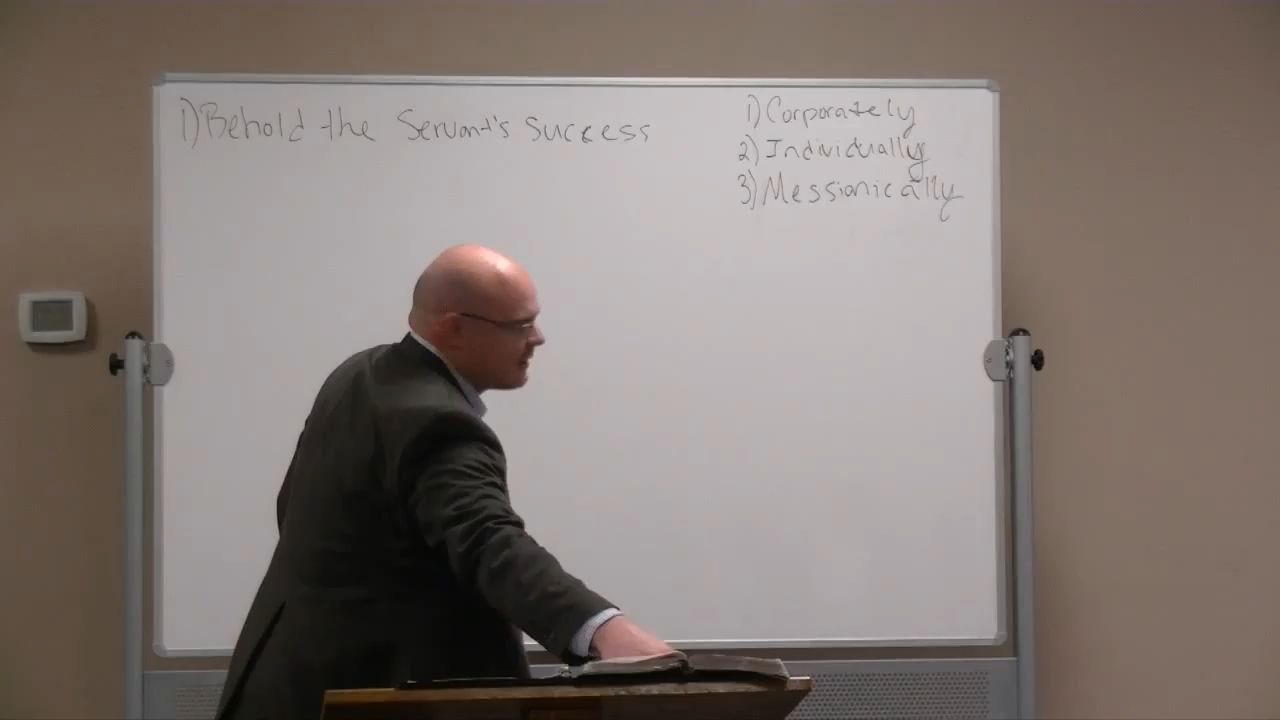 1) Behold the Servant's Success
1) Corporately
2) Individually
3) Messianically